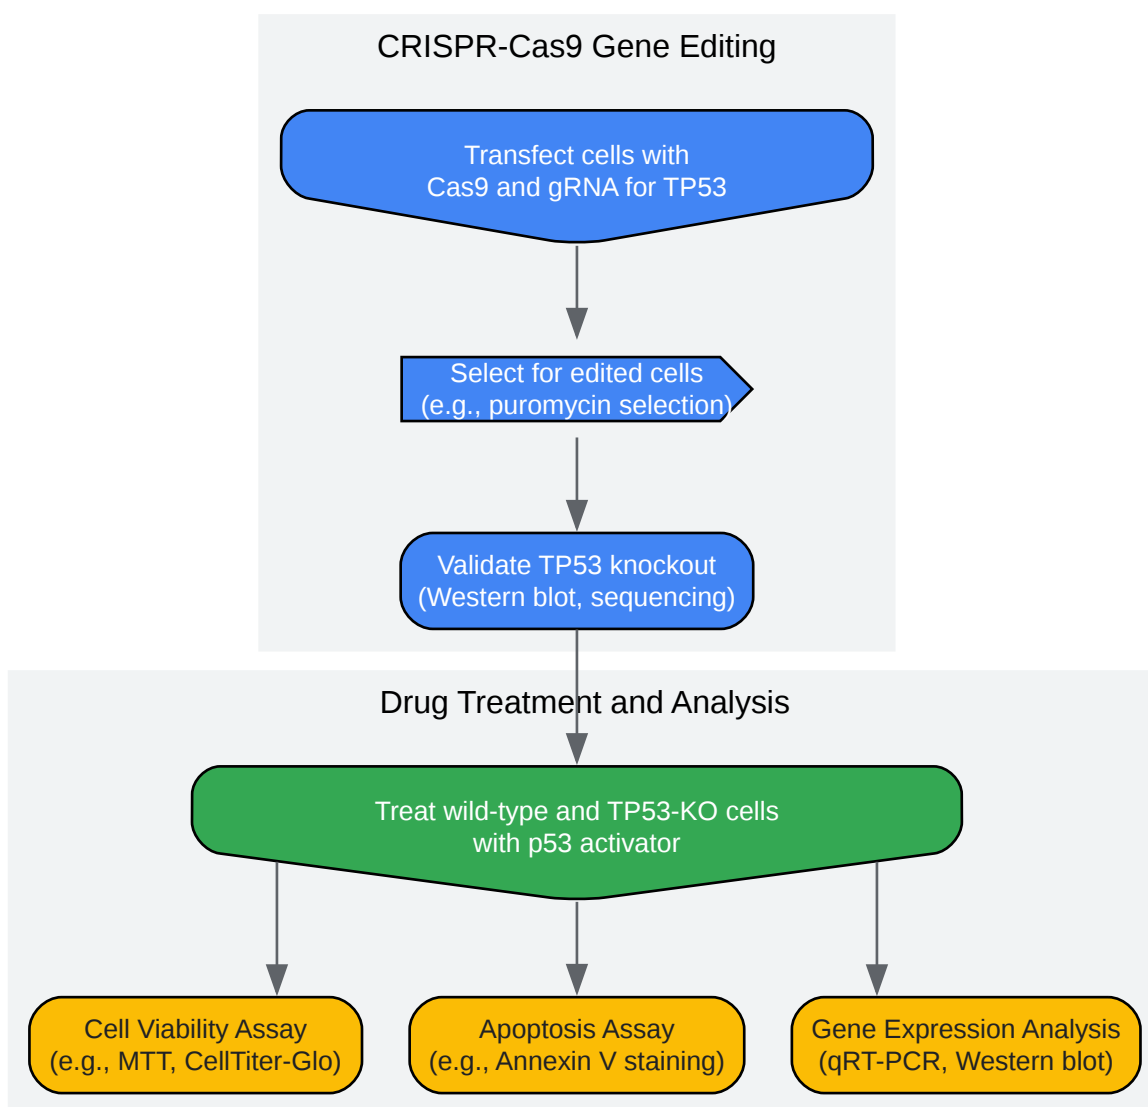 CRISPR-Cas9 Gene Editing
Transfect cells with
Cas9 and gRNA for TP53
Select for edited cells
(e.g., puromycin selection)
Validate TP53 knockout
(Western blot, sequencing)
Drug Treatment and Analysis
Treat wild-type and TP53-KO cells
with p53 activator
Cell Viability Assay
(e.g., MTT, CellTiter-Glo)
Apoptosis Assay
(e.g., Annexin V staining)
Gene Expression Analysis
(qRT-PCR, Western blot)